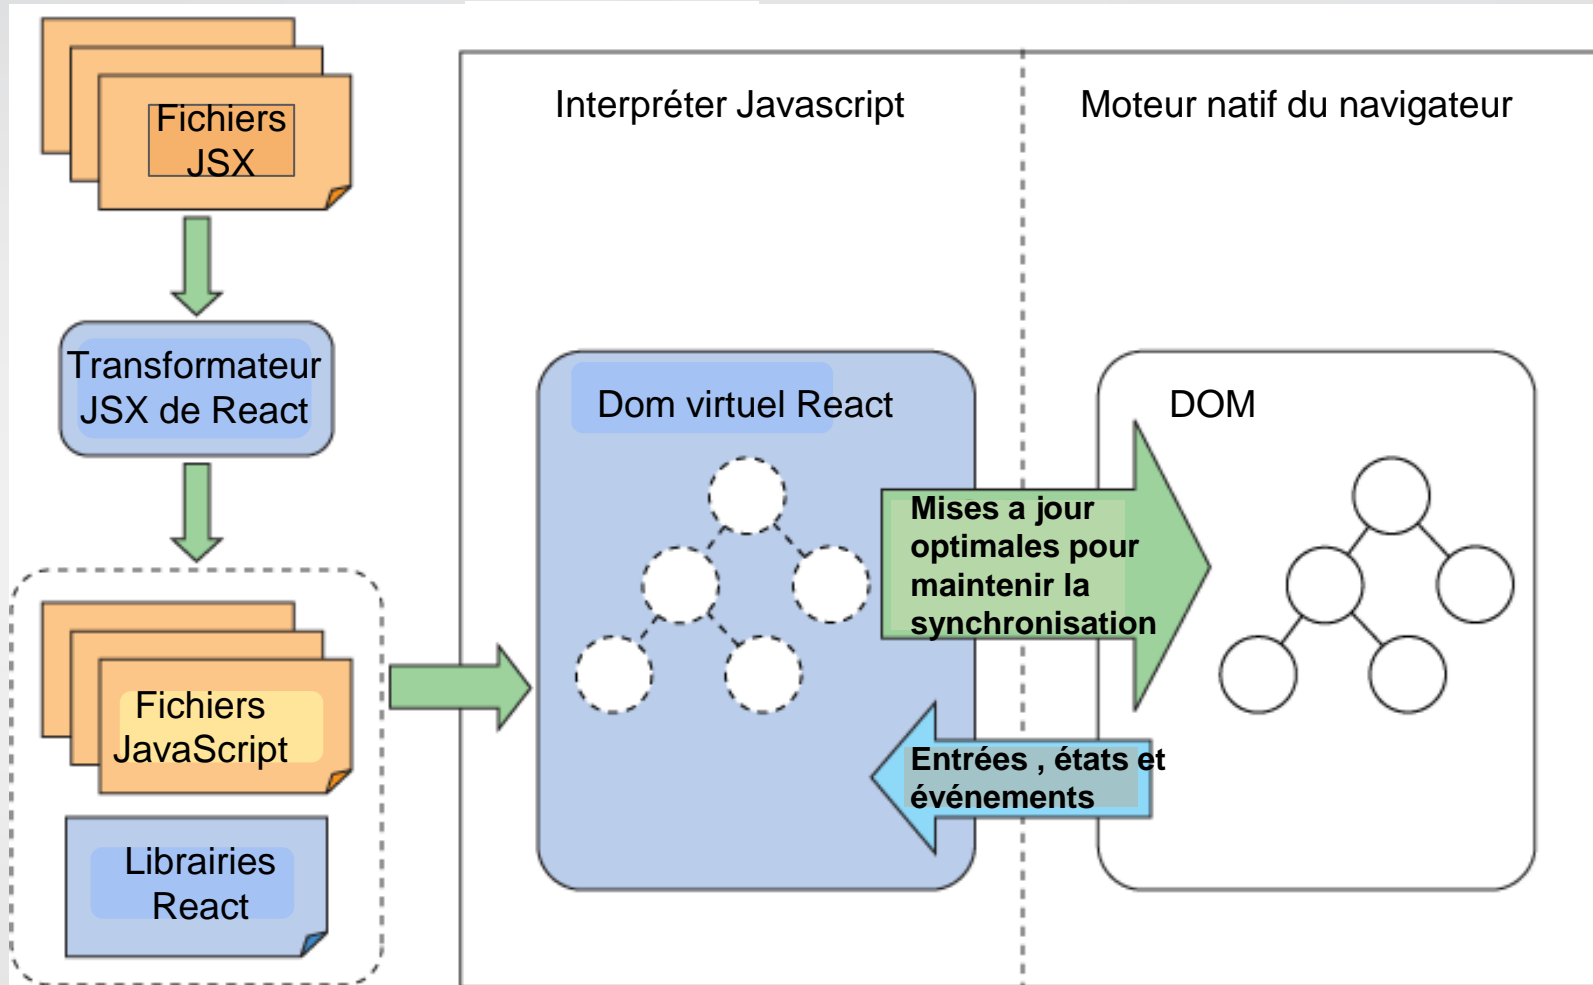 Fichiers
JSX
Transformateur
JSX de React
Fichiers
JavaScript
Librairies
React
Interpréter Javascript
Moteur natif du navigateur
Dom virtuel React
DOM
Mises a jour
optimales pour
maintenir la
synchronisation
Entrées , états et
événements